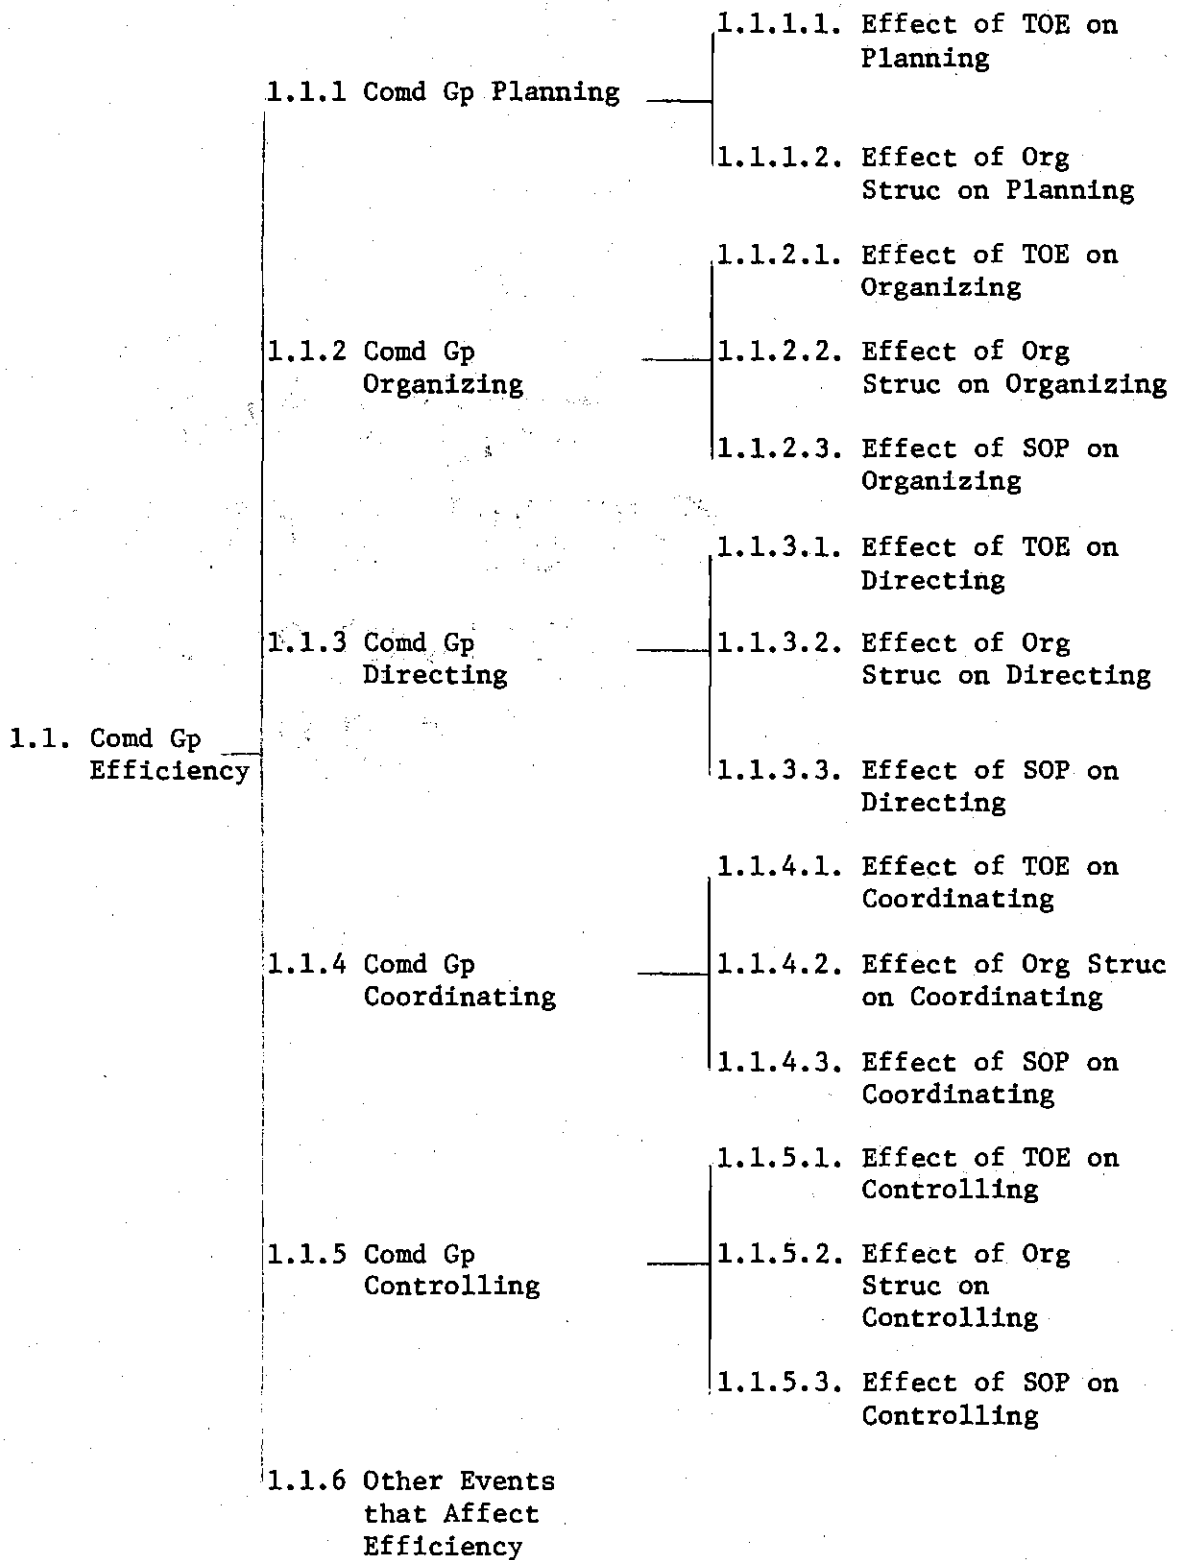 1.1.1.1. Effect of TOE on
Planning
1.1.1 Comd Gp Planning
1.1.1.2. Effect of Org
Struc on Planning
1.1.2.1. Effect of TOE on
Organizing
1.1.2 Comd Gp
Organizing
1.1.2.2. Effect of Org
Struc on Organizing
1.1.2.3. Effect of SOP on
Organizing
1.1.3.1. Effect of TOE on
Directing
1.1.3 Comd Gp
Directing
1.1.3.2. Effect of Org
Struc on Directing
1.1. Comd Gp
Efficiency
1.1.3.3. Effect of SOP on
Directing
1.1.4.1. Effect of TOE on
Coordinating
1.1.4 Comd Gp
Coordinating
1.1.4.2. Effect of Org Struc
on Coordinating
1.1.4.3. Effect of SOP on
Coordinating
1.1.5.1. Effect of TOE on
Controlling
1.1.5 Comd Gp
Controlling
1.1.5.2. Effect of Org
Struc on
Controlling
1.1.5.3. Effect of SOP on
Controlling
1.1.6 Other Events
that Affect
Efficiency